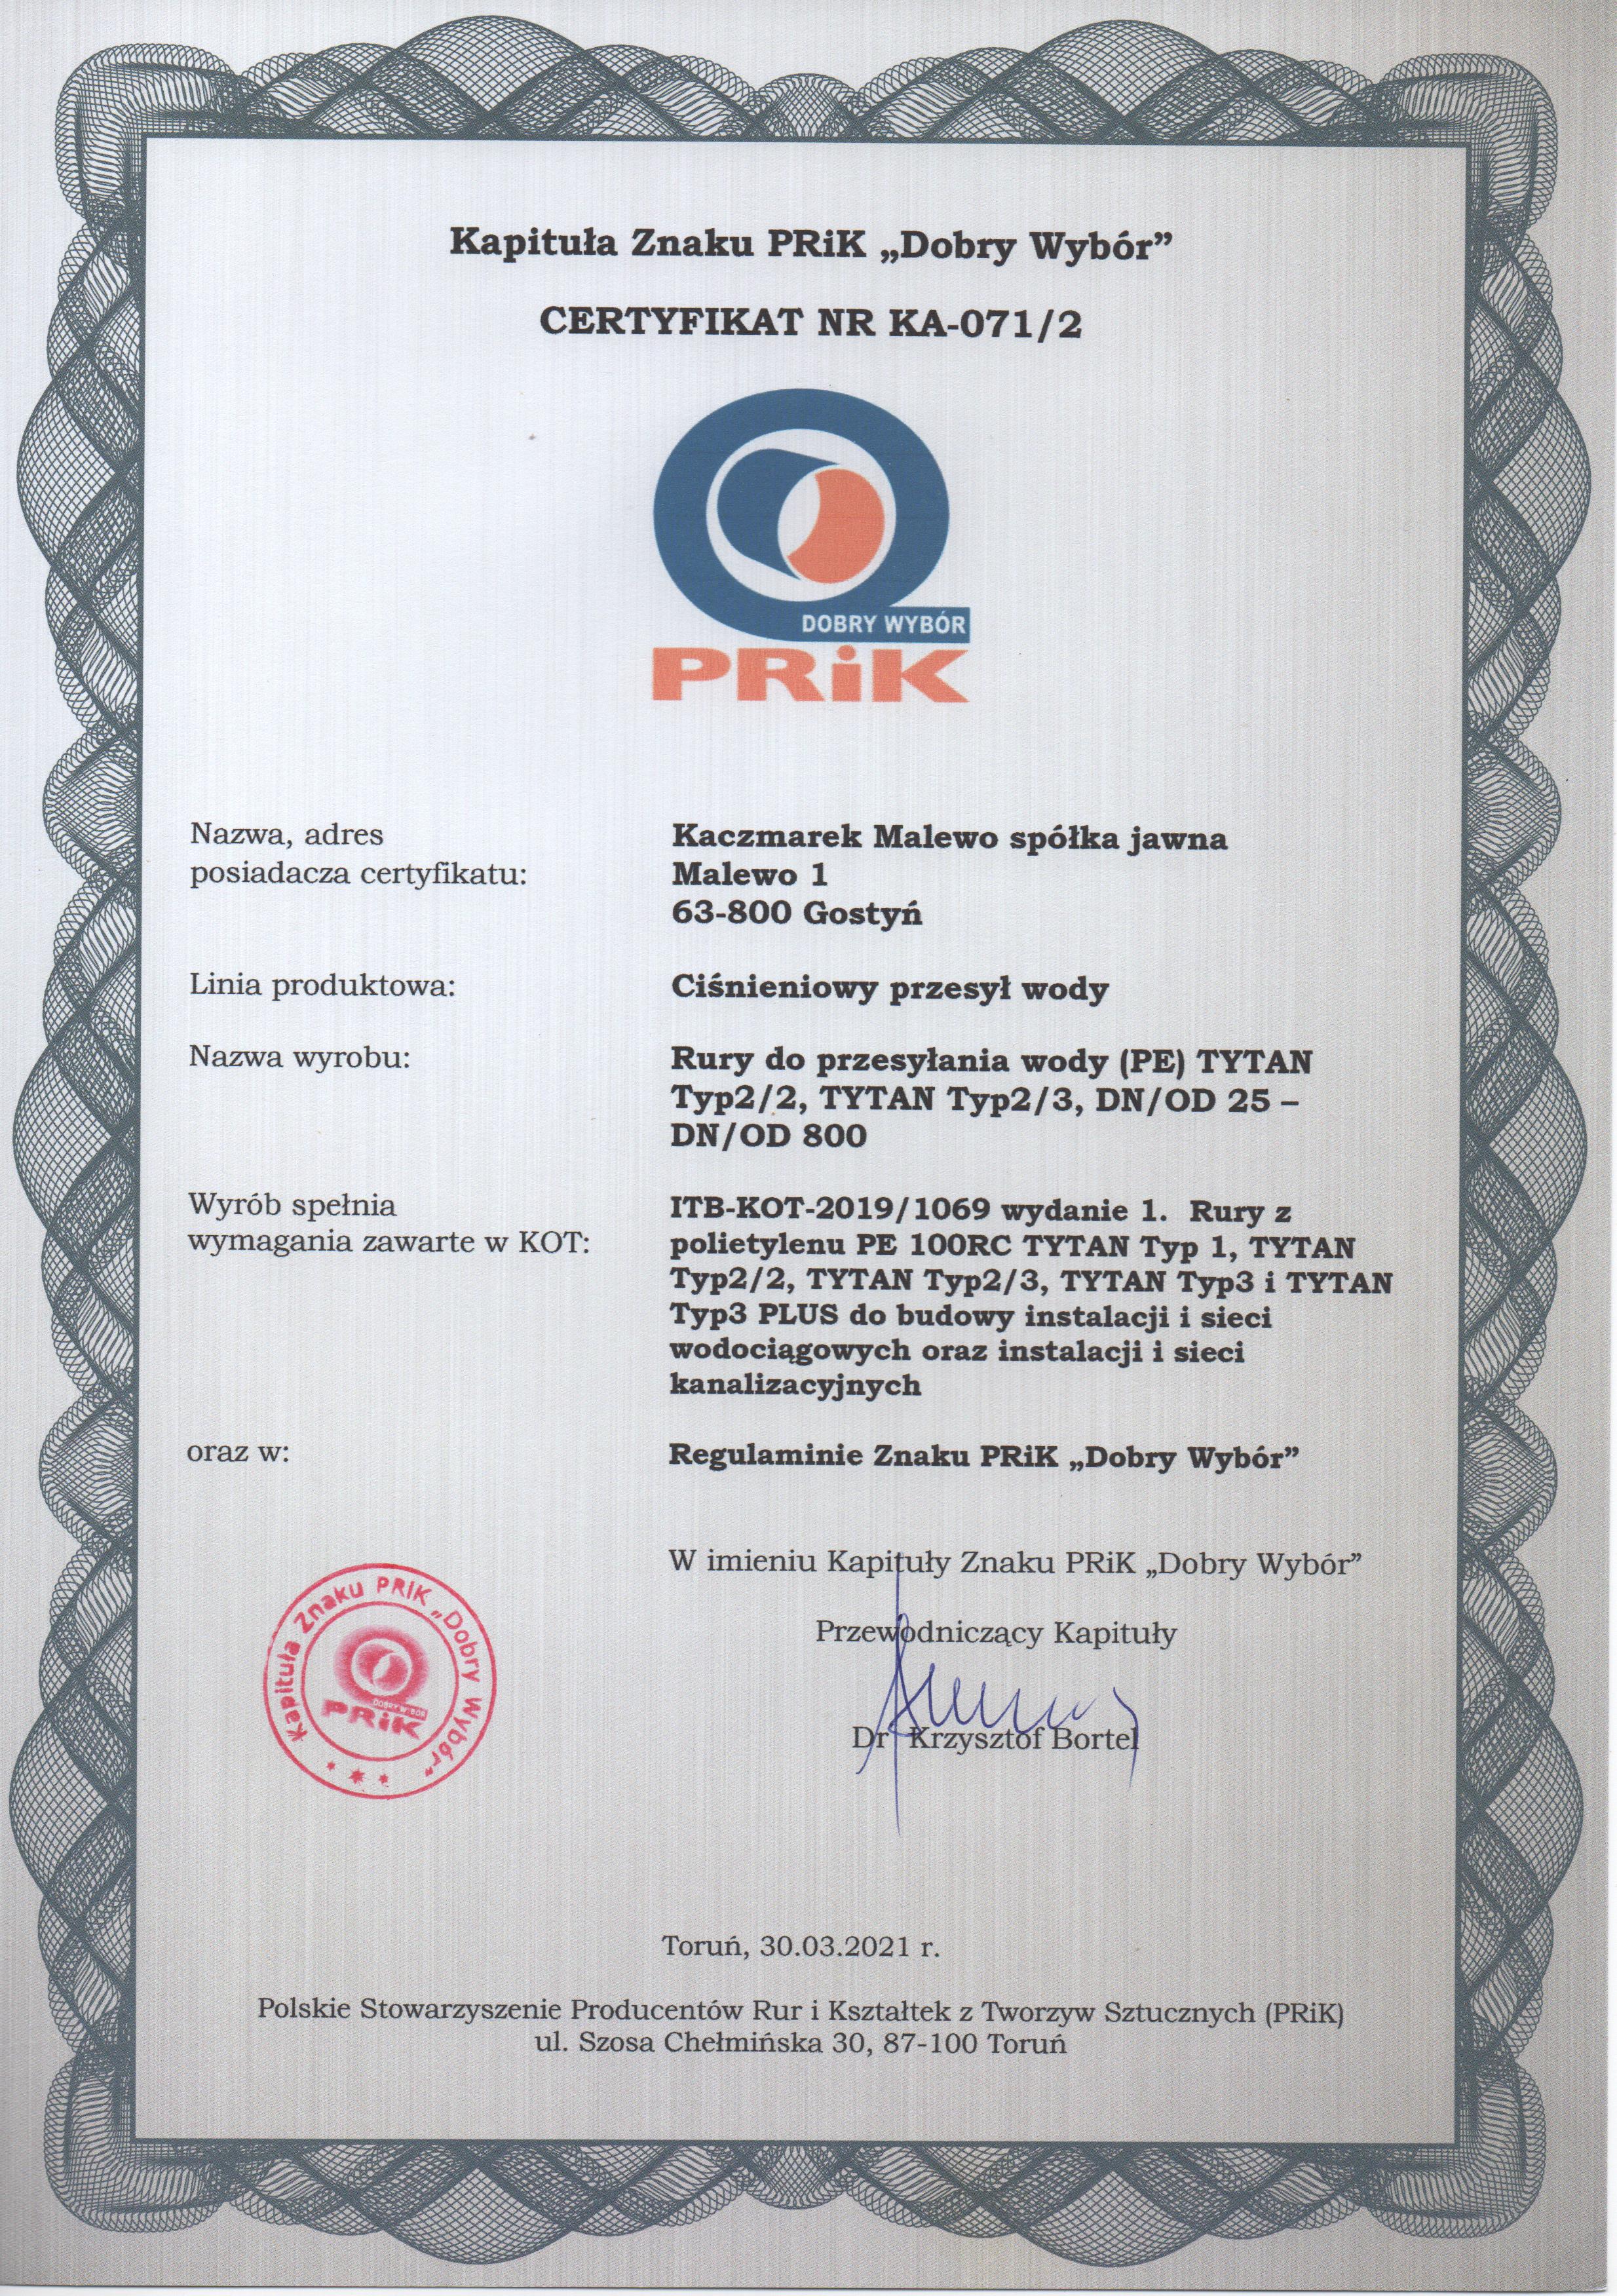 Kapituła Znaku PRiK „Dobry Wybór”
CERTYFIKAT NR KA-071/2
DOBRY WYBÓR
PRiK
Nazwa, adres
posiadacza certyfikatu:
Kaczmarek Malewo spółka jawna
Malewo 1
63-800 Gostyń
Linia produktowa:
Ciśnieniowy przesył wody
Nazwa wyrobu:
Rury do przesyłania wody (PE) TYTAN
Typ2/2, TYTAN Typ2/3, DN/OD 25 –
DN/OD 800
Wyrób spełnia
wymagania zawarte w KOT:
ITB-KOT-2019/1069 wydanie 1. Rury z
polietylenu PE 100RC TYTAN Typ 1, TYTAN
Typ2/2, TYTAN Typ2/3, TYTAN Typ3 i TYTAN
Typ3 PLUS do budowy instalacji i sieci
wodociągowych oraz instalacji i sieci
kanalizacyjnych
oraz w:
Regulaminie Znaku PRiK „Dobry Wybór”
W imieniu Kapituły Znaku PRiK „Dobry Wybór”
Przewodniczący Kapituły
Dr Krzysztof Bortel
Kapituła Znaku PRiK „Dobry Wybór”
DOBRY WYBÓR
PRiK
Toruń, 30.03.2021 r.
Polskie Stowarzyszenie Producentów Rur i Kształtek z Tworzyw Sztucznych (PRiK)
ul. Szosa Chełmińska 30, 87-100 Toruń